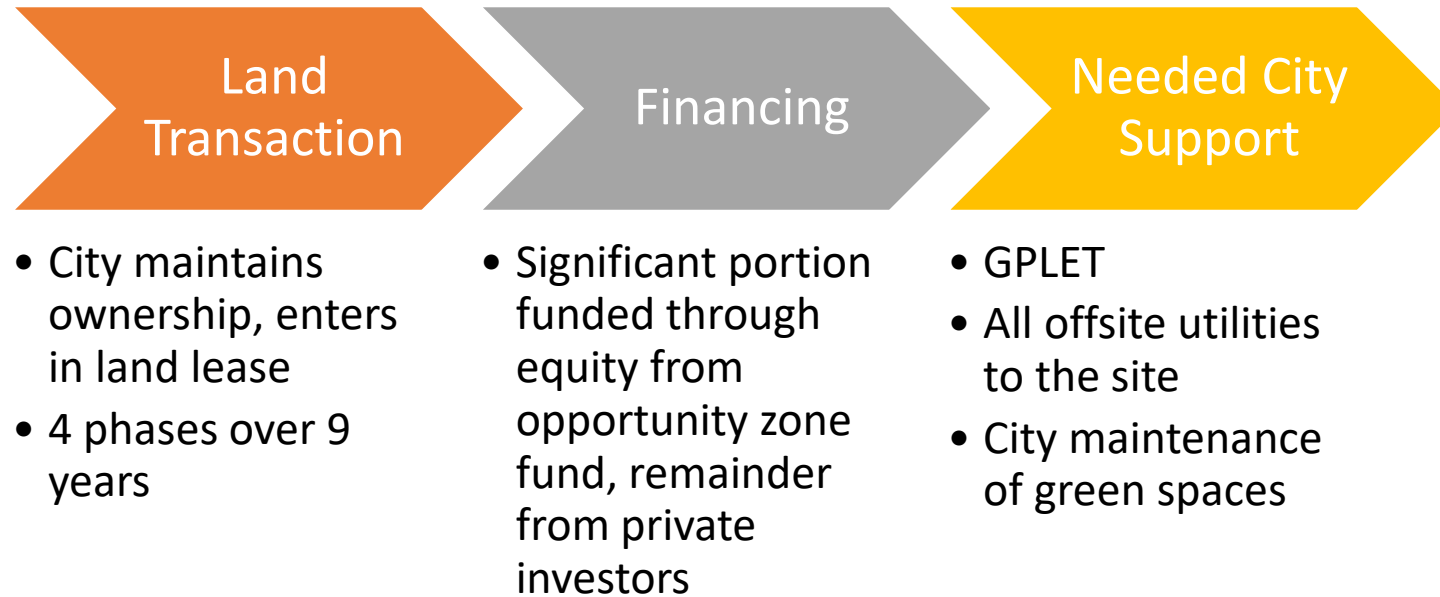 Land
Transaction
• City maintains
ownership, enters
in land lease
• 4 phases over 9
years
Financing
• Significant portion
funded through
equity from
opportunity zone
fund, remainder
from private
investors
Needed City
Support
• GPLET
• All offsite utilities
to the site
• City maintenance
of green spaces